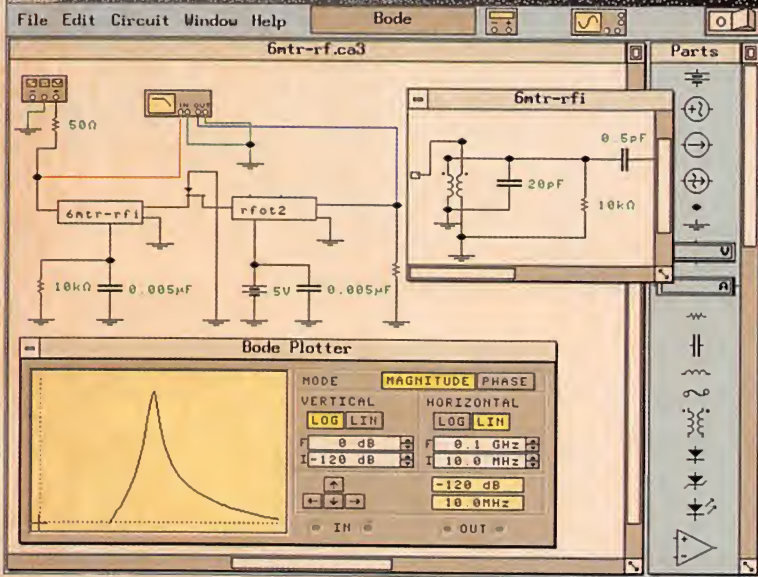 File Edit Circuit Window Help
Bode
6mtr-rf.ca3
Parts
IN OUT
50Ω
6mtr-rfi
rfot2
10kΩ
0.005µF
5V
0.005µF
6mtr-rfi
0.5pF
20pF
10kΩ
V
A
Bode Plotter
MODE MAGNITUDE PHASE
VERTICAL HORIZONTAL
LOG LIN LOG LIN
F 0 dB F 0.1 GHz
I -120 dB I 10.0 MHz
-120 dB
10.0MHz
IN OUT